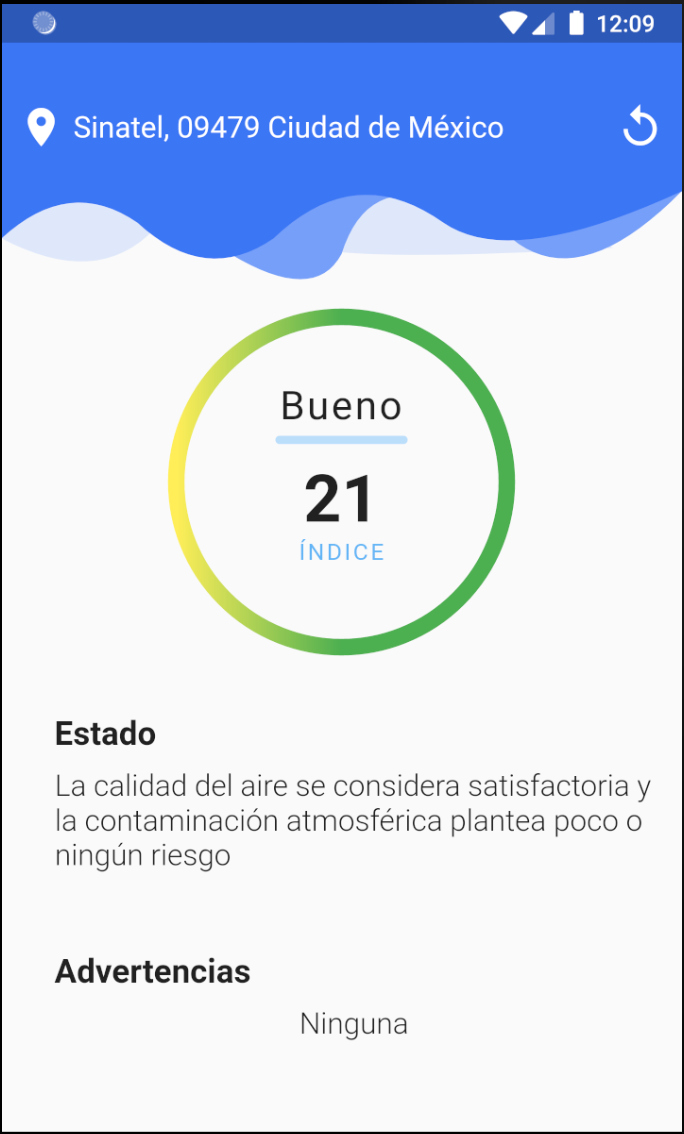 12:09
Sinatel, 09479 Ciudad de México
Bueno
21
ÍNDICE
Estado
La calidad del aire se considera satisfactoria y
la contaminación atmosférica plantea poco o
ningún riesgo
Advertencias
Ninguna